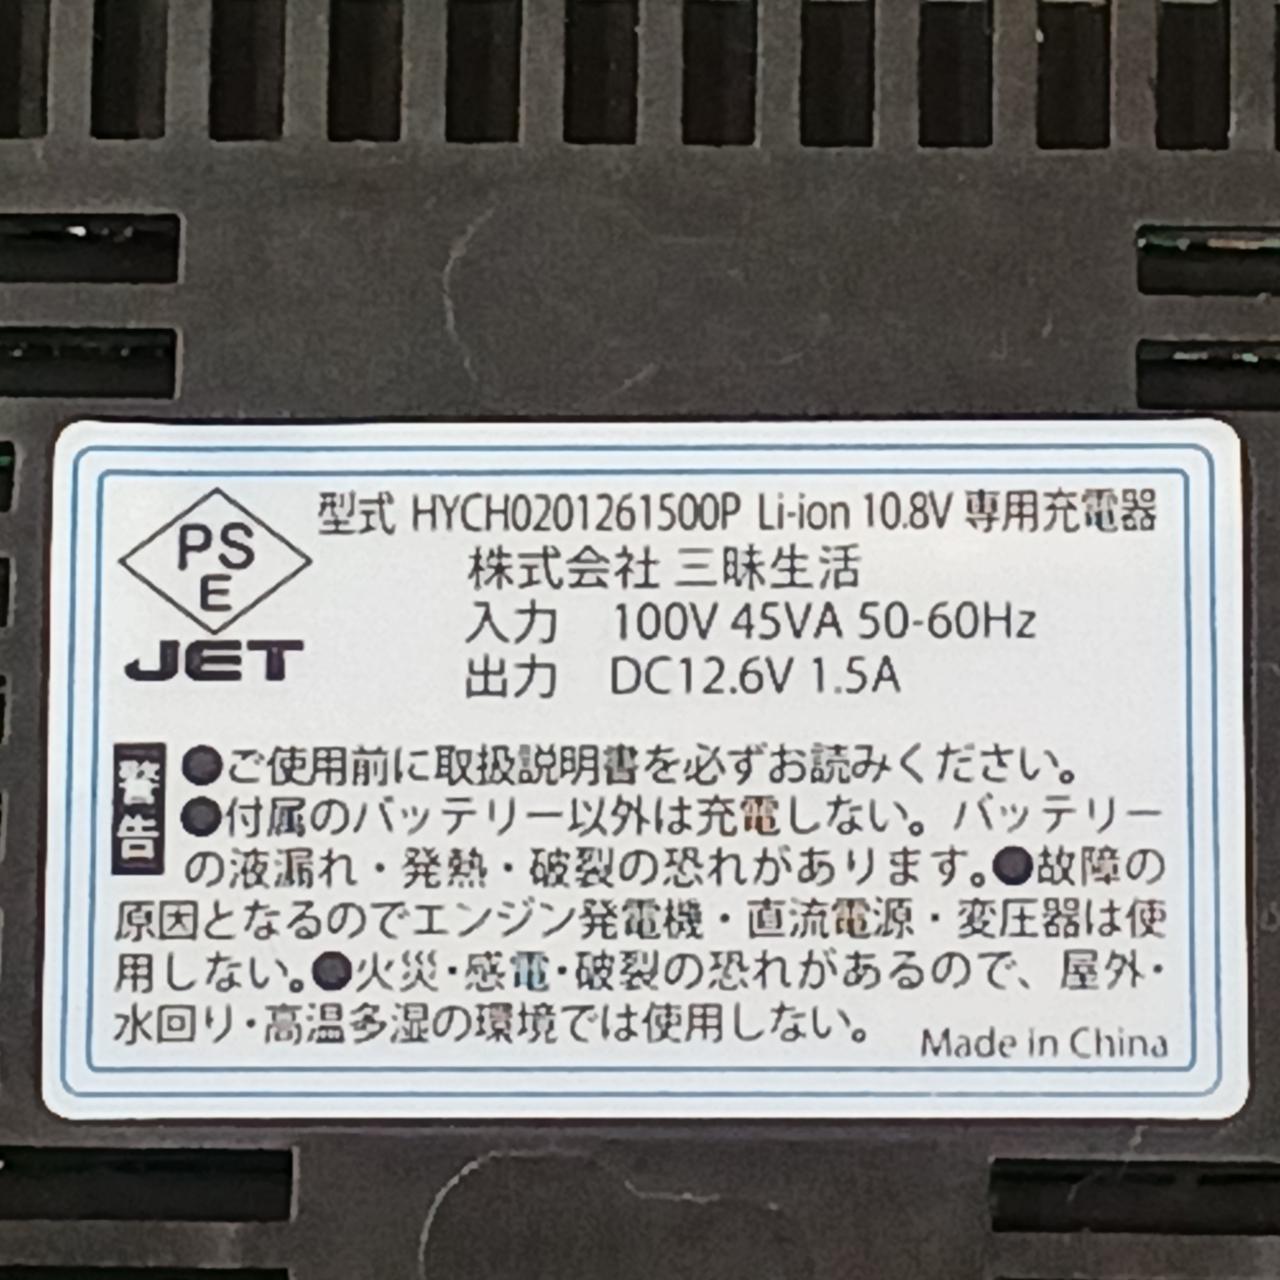 PS
E
JET
型式 HYCH0201261500P Li-ion 10.8V 専用充電器
株式会社 三昧生活
入力 100V 45VA 50-60Hz
出力 DC12.6V 1.5A
警告
●ご使用前に取扱説明書を必ずお読みください。
●付属のバッテリー以外は充電しない。バッテリー
の液漏れ・発熱・破裂の恐れがあります。●故障の
原因となるのでエンジン発電機・直流電源・変圧器は使
用しない。●火災・感電・破裂の恐れがあるので、屋外・
水回り・高温多湿の環境では使用しない。
Made in China